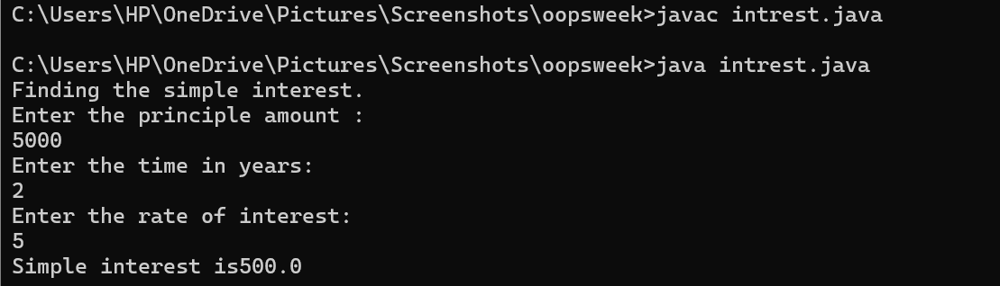 C:\Users\HP\OneDrive\Pictures\Screenshots\oopsweek>javac intrest.java
C:\Users\HP\OneDrive\Pictures\Screenshots\oopsweek>java intrest.java
Finding the simple interest.
Enter the principle amount :
5000
Enter the time in years:
2
Enter the rate of interest:
5
Simple interest is500.0